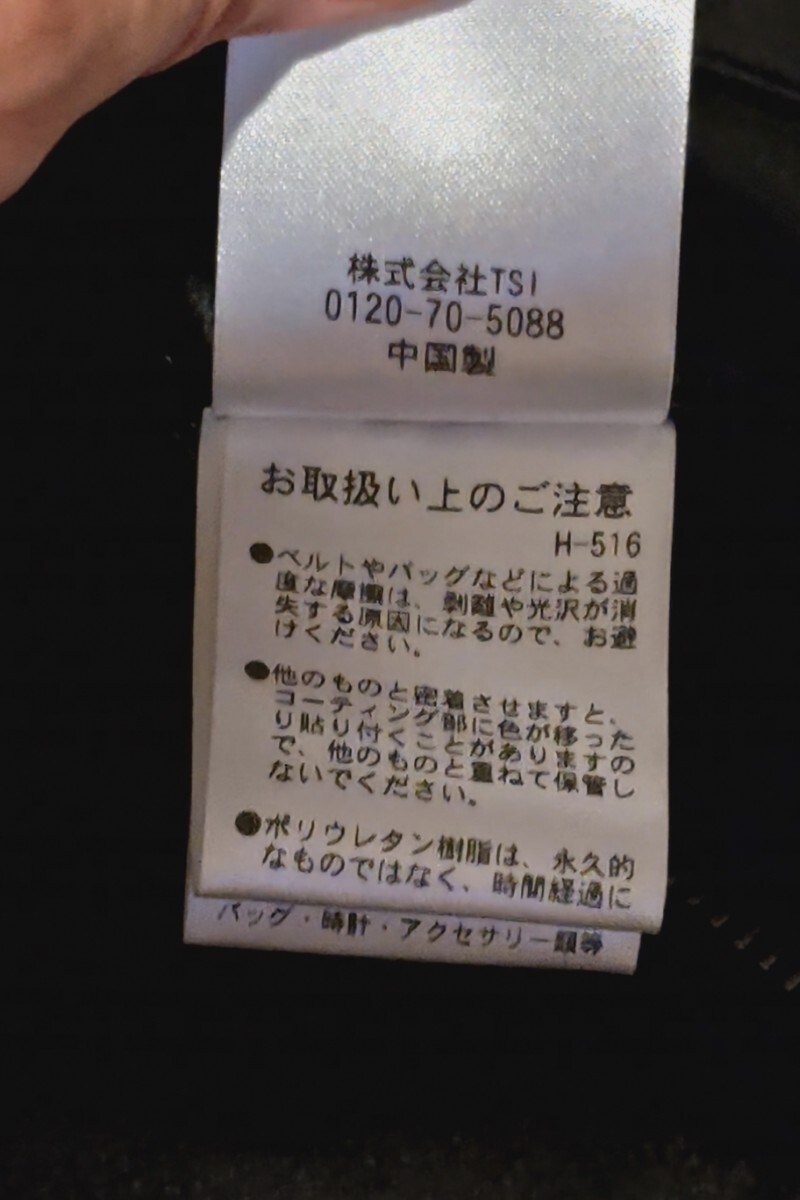 株式会社TSI
0120-70-5088
中国製
お取扱い上のご注意
H-516
●ベルトやバッグなどによる過
度な摩擦は、剥離や光沢が消
失する原因になるので、お避
けください。
●他のものと密着させますと、
コーティング部に色が移った
り貼り付くことがありますの
で、他のものと重ねて保管し
ないでください。
●ポリウレタン樹脂は、永久的
なものではなく、時間経過に
バッグ・時計・アクセサリー類等